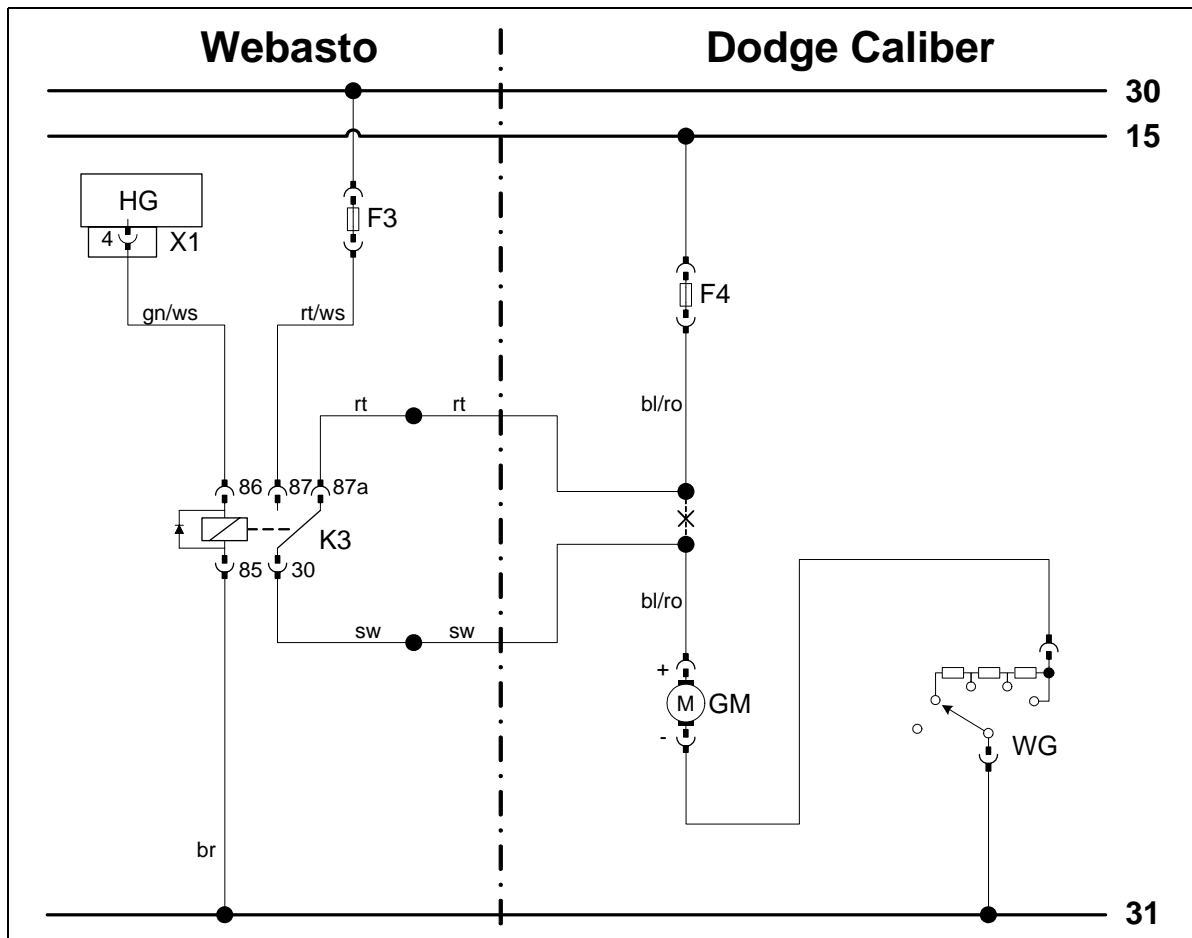 Webasto
Dodge Caliber
30
15
HG
4
X1
F3
F4
gn/ws
rt/ws
rt
rt
bl/ro
86
87
87a
K3
85
30
bl/ro
sw
sw
+
M
GM
-
WG
br
31